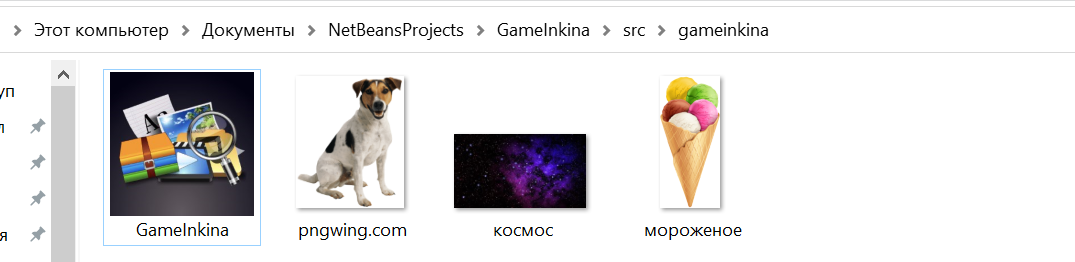 Этот компьютер > Документы > NetBeansProjects > GameInkina > src > gameinkina
уп
л
я
GameInkina
pngwing.com
космос
мороженое